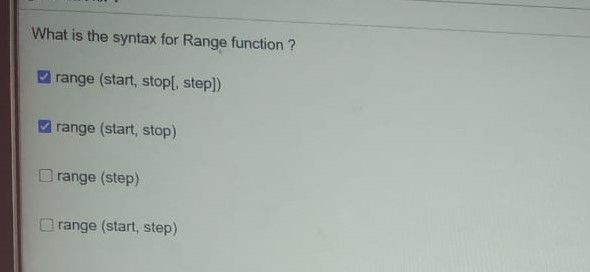 What is the syntax for Range function ?
range (start, stop[, step])
range (start, stop)
range (step)
range (start, step)